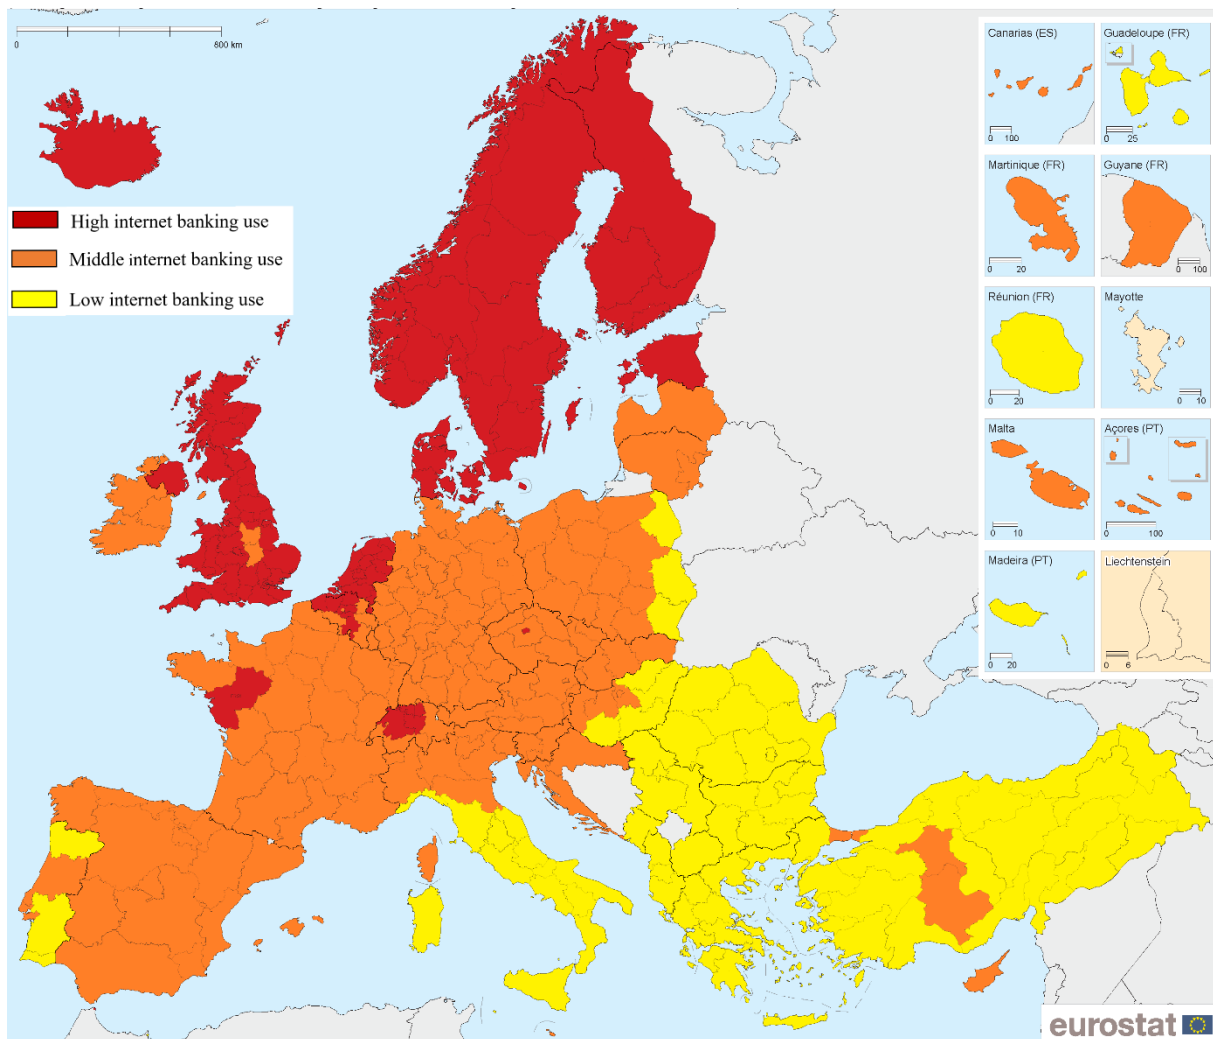 0 800 km
High internet banking use
Middle internet banking use
Low internet banking use
Canarias (ES)
0 100
Guadeloupe (FR)
0 25
Martinique (FR)
0 20
Guyane (FR)
0 100
Réunion (FR)
0 20
Mayotte
0 10
Malta
0 10
Açores (PT)
0 100
Madeira (PT)
0 20
Liechtenstein
0 6
eurostat